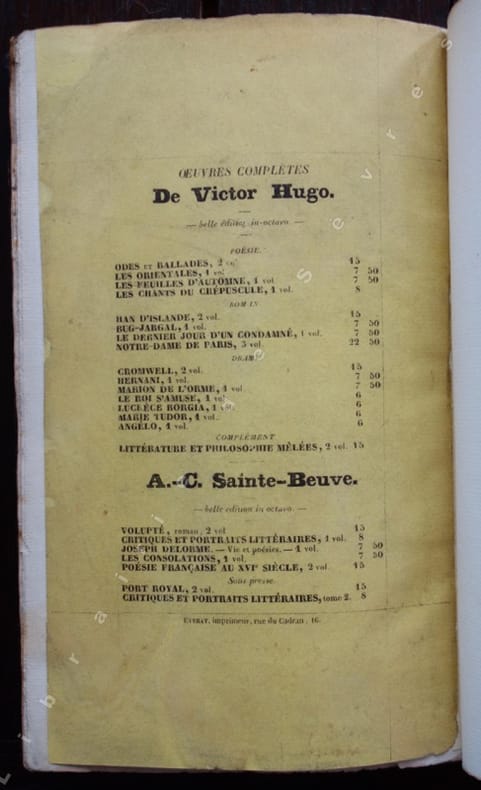 ŒUVRES COMPLÈTES
De Victor Hugo.
— belle édition in-octavo. —
POÉSIE.
ODES ET BALLADES, 2 vol. 15
LES ORIENTALES, 1 vol. 7 50
LES FEUILLES D'AUTOMNE, 1 vol. 7 50
LES CHANTS DU CRÉPUSCULE, 1 vol. 8
ROMAN
HAN D'ISLANDE, 2 vol. 15
BUG-JARGAL, 1 vol. 7 50
LE DERNIER JOUR D'UN CONDAMNÉ, 1 vol. 7 50
NOTRE-DAME DE PARIS, 3 vol. 22 50
DRAME
CROMWELL, 2 vol. 15
HERNANI, 1 vol. 7 50
MARION DE L'ORME, 1 vol. 7 50
LE ROI S'AMUSE, 1 vol. 6
LUCRÈCE BORGIA, 1 vol. 6
MARIE TUDOR, 1 vol. 6
ANGÉLO, 1 vol. 6
COMPLÉMENT
LITTÉRATURE ET PHILOSOPHIE MÊLÉES, 2 vol. 15
A.-C. Sainte-Beuve.
— belle édition in octavo. —
VOLUPTÉ, roman, 2 vol 15
CRITIQUES ET PORTRAITS LITTÉRAIRES, 1 vol. 8
JOSEPH DELORME. — Vie et poésies. — 1 vol. 7 50
LES CONSOLATIONS, 1 vol. 7 50
POÉSIE FRANÇAISE AU XVIe SIÈCLE, 2 vol. 15
Sous presse.
PORT ROYAL, 2 vol. 15
CRITIQUES ET PORTRAITS LITTÉRAIRES, tome 2. 8
EVERAT, imprimeur, rue du Cadran, 16.